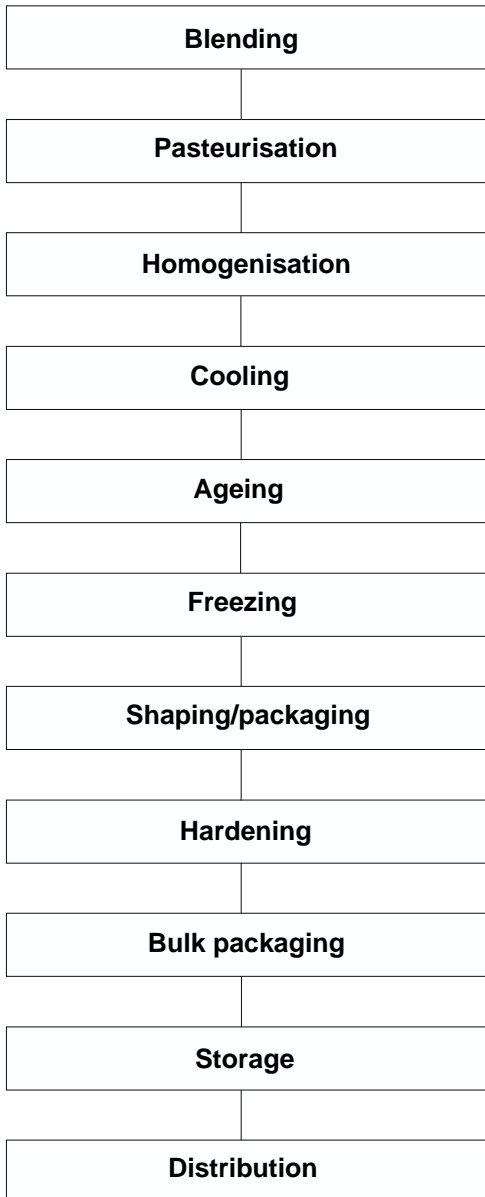 Blending
Pasteurisation
Homogenisation
Cooling
Ageing
Freezing
Shaping/packaging
Hardening
Bulk packaging
Storage
Distribution